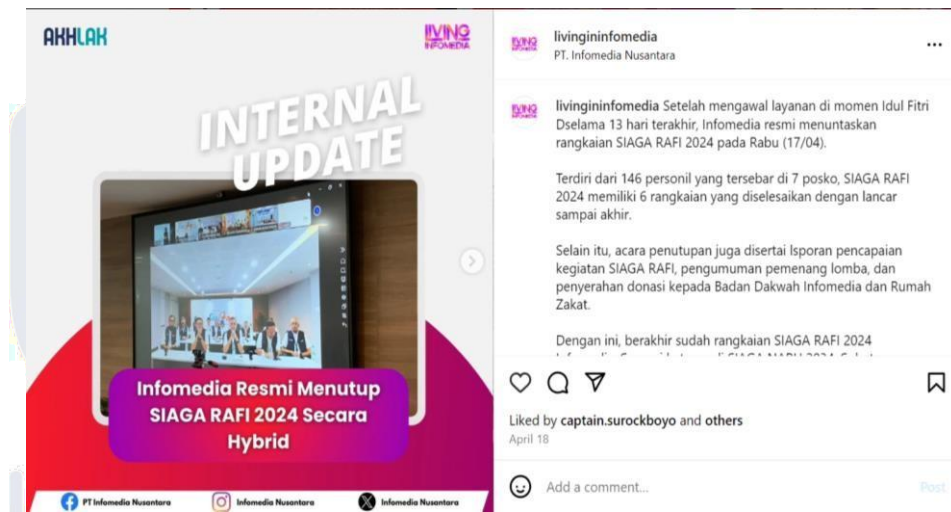 AKHLAK
LIVING
INFOMEDIA
INTERNAL
UPDATE
Infomedia Resmi Menutup
SIAGA RAFI 2024 Secara
Hybrid
PT Infomedia Nusantara
Infomedia Nusantara
Infomedia Nusantara
livingininfomedia
PT. Infomedia Nusantara
livingininfomedia Setelah mengawal layanan di momen Idul Fitri
Dselama 13 hari terakhir, Infomedia resmi menuntaskan
rangkaian SIAGA RAFI 2024 pada Rabu (17/04).
Terdiri dari 146 personil yang tersebar di 7 posko, SIAGA RAFI
2024 memiliki 6 rangkaian yang diselesaikan dengan lancar
sampai akhir.
Selain itu, acara penutupan juga disertai lsporan pencapaian
kegiatan SIAGA RAFI, pengumuman pemenang lomba, dan
penyerahan donasi kepada Badan Dakwah Infomedia dan Rumah
Zakat.
Dengan ini, berakhir sudah rangkaian SIAGA RAFI 2024
Liked by captain.surockboyo and others
April 18
Add a comment...
Post